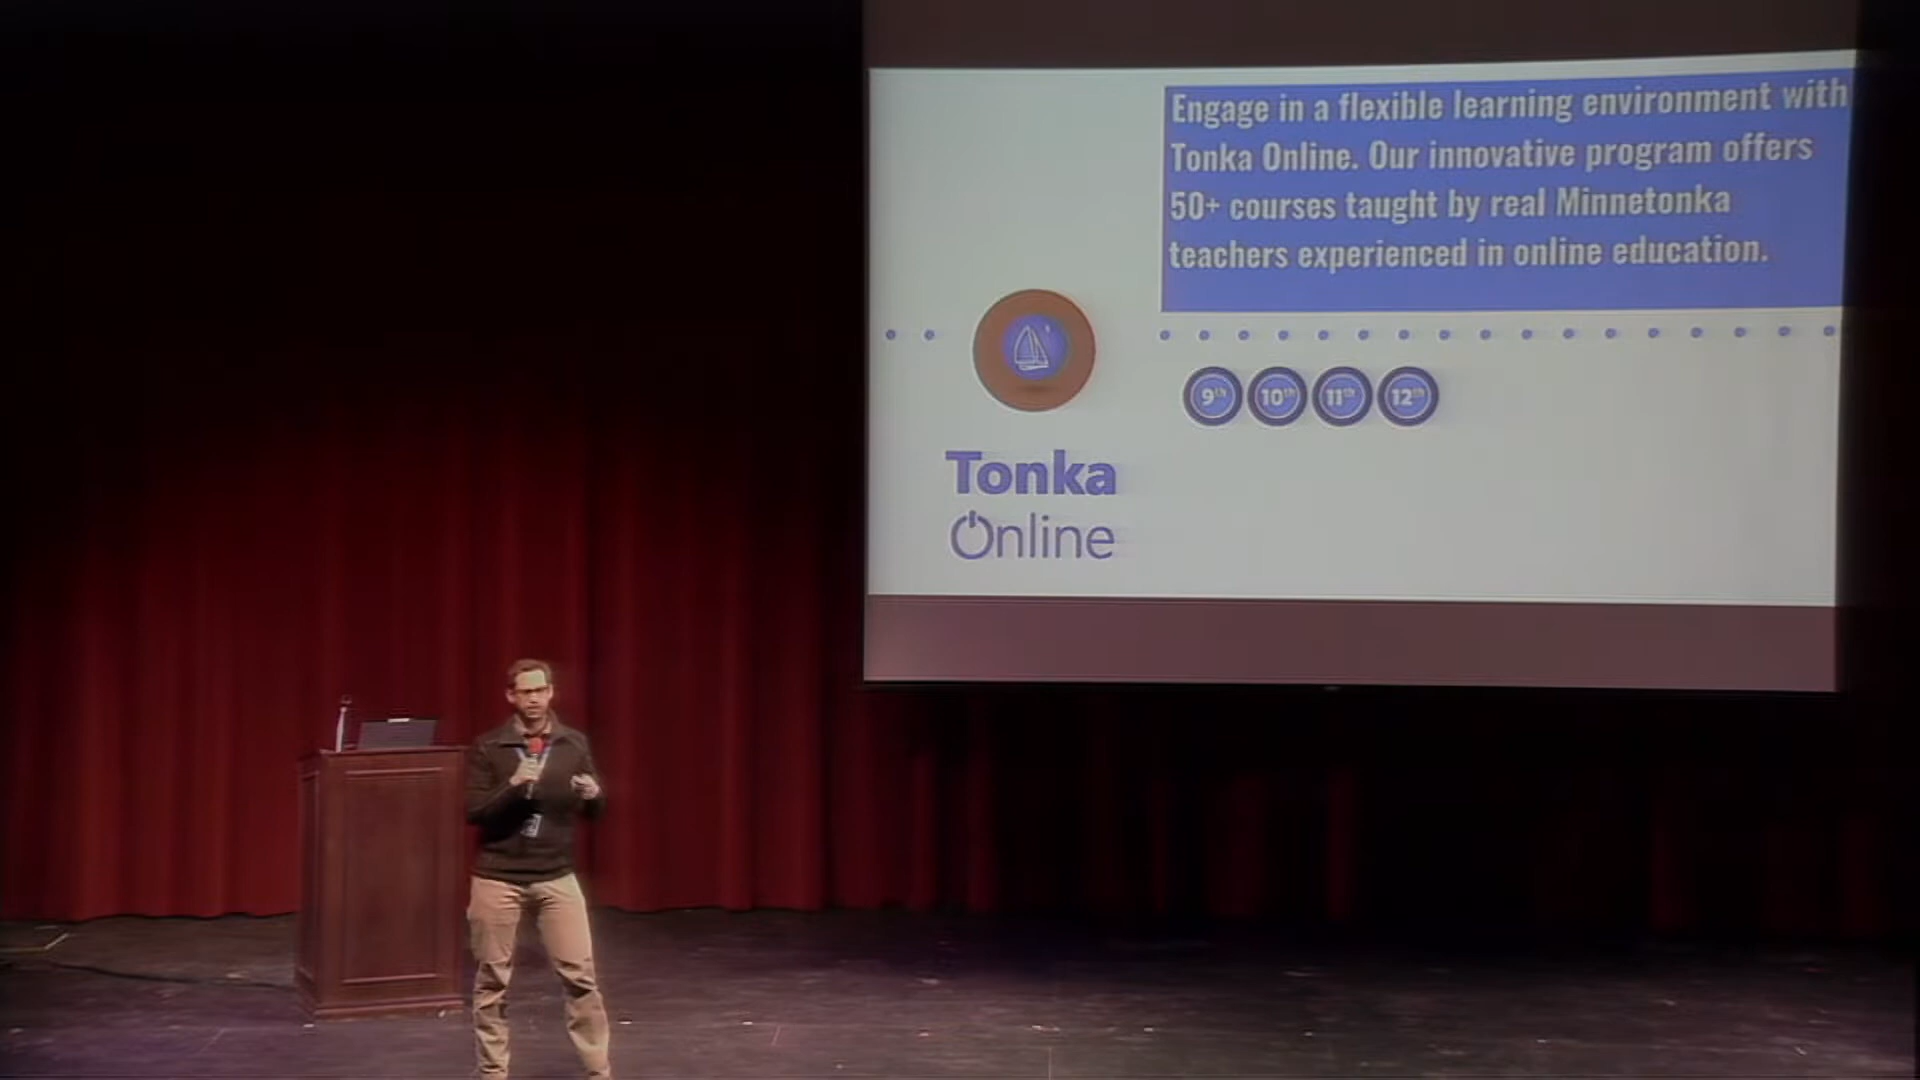 Engage in a flexible learning environment with
Tonka Online. Our innovative program offers
50+ courses taught by real Minnetonka
teachers experienced in online education.
9th 10th 11th 12th
Tonka
Online